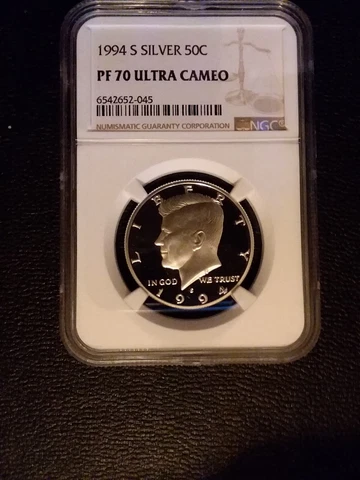 1994 S SILVER 50C
PF 70 ULTRA CAMEO
6542652-045
NUMISMATIC GUARANTY CORPORATION
NGC
LIBERTY
IN GOD WE TRUST
S
1994